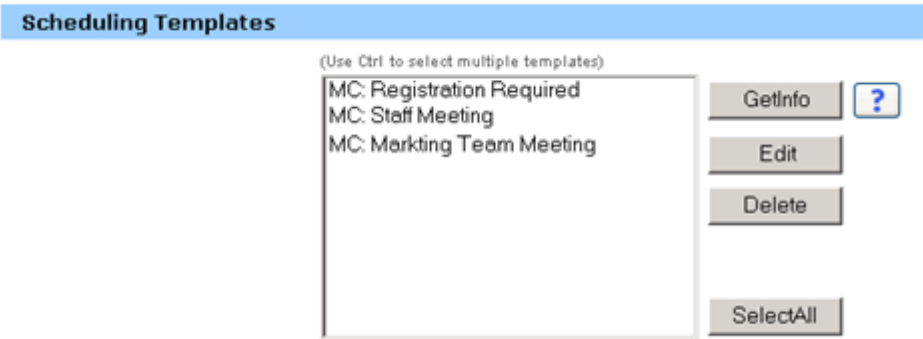 Scheduling Templates
(Use Ctrl to select multiple templates)
MC: Registration Required
MC: Staff Meeting
MC: Markting Team Meeting
GetInfo
?
Edit
Delete
SelectAll